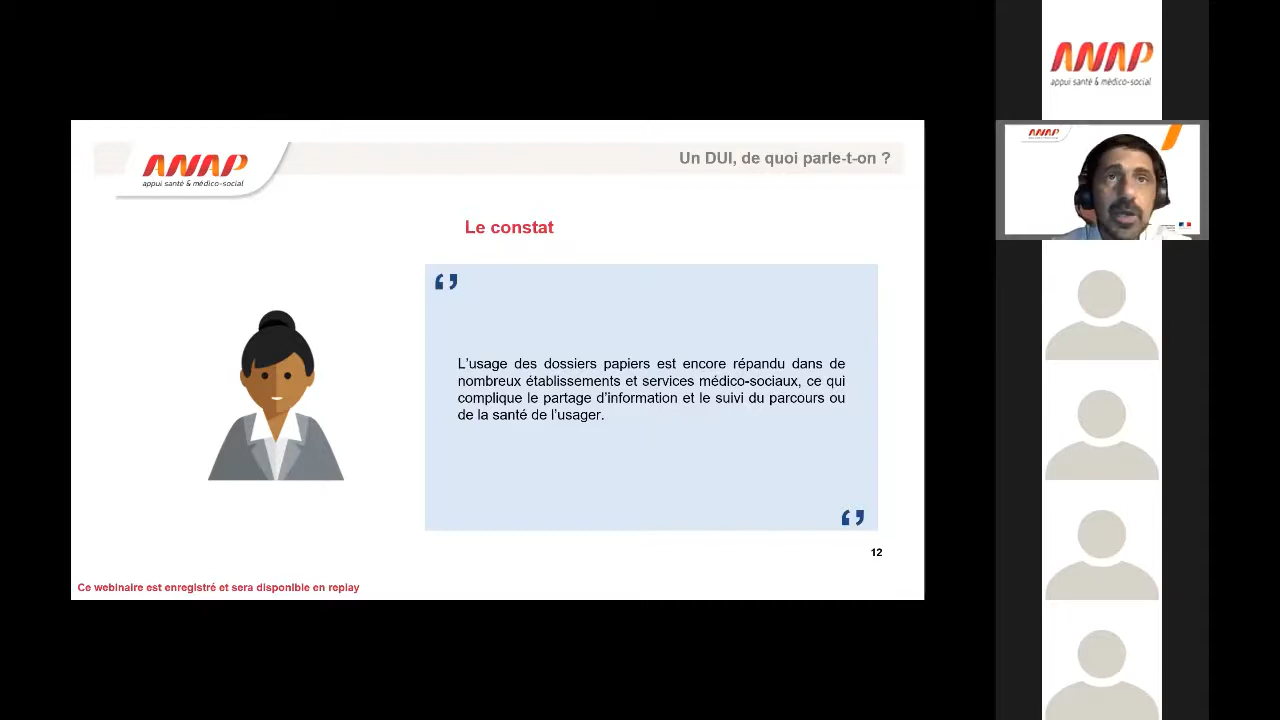 ANAP
appui santé & médico-social
Un DUI, de quoi parle-t-on ?
Le constat
L'usage des dossiers papiers est encore répandu dans de
nombreux établissements et services médico-sociaux, ce qui
complique le partage d'information et le suivi du parcours ou
de la santé de l'usager.
12
Ce webinaire est enregistré et sera disponible en replay
ANAP
appui santé & médico-social
ANAP